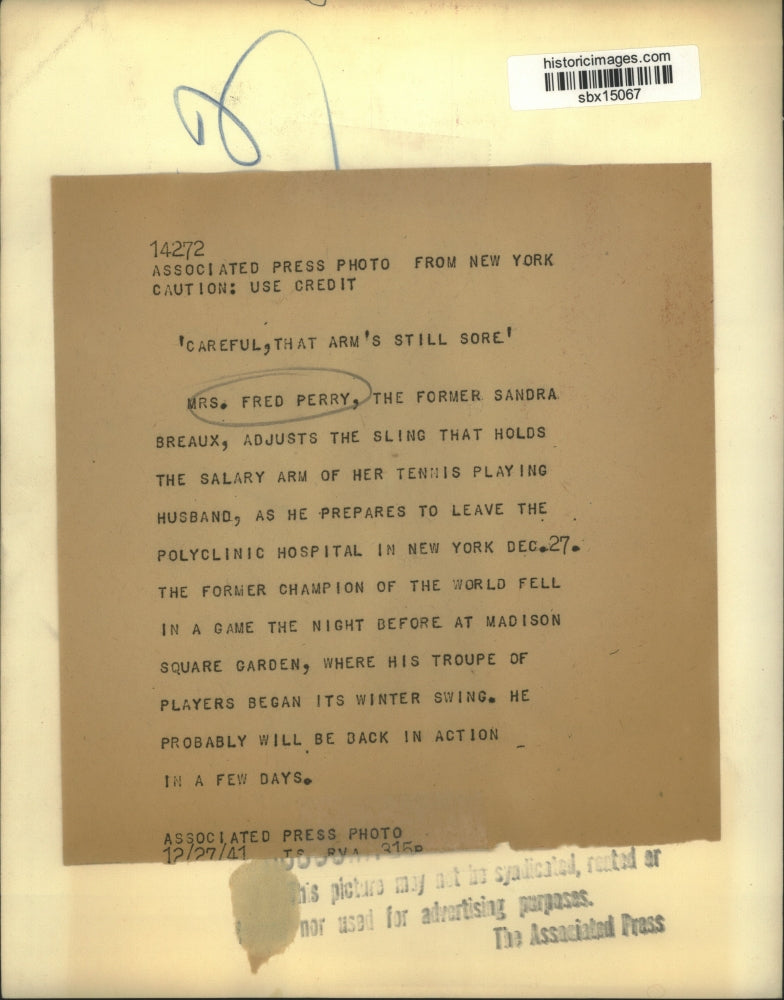 historicimages.com
sbx15067
14272
ASSOCIATED PRESS PHOTO FROM NEW YORK
CAUTION: USE CREDIT
'CAREFUL,THAT ARM'S STILL SORE'
MRS. FRED PERRY, THE FORMER SANDRA
BREAUX, ADJUSTS THE SLING THAT HOLDS
THE SALARY ARM OF HER TENNIS PLAYING
HUSBAND, AS HE PREPARES TO LEAVE THE
POLYCLINIC HOSPITAL IN NEW YORK DEC.27.
THE FORMER CHAMPION OF THE WORLD FELL
IN A GAME THE NIGHT BEFORE AT MADISON
SQUARE GARDEN, WHERE HIS TROUPE OF
PLAYERS BEGAN ITS WINTER SWING. HE
PROBABLY WILL BE BACK IN ACTION
IN A FEW DAYS.
ASSOCIATED PRESS PHOTO
12/27/41 TS RVA 315P
his picture may not be syndicated, rented or
nor used for advertising purposes.
The Associated Press